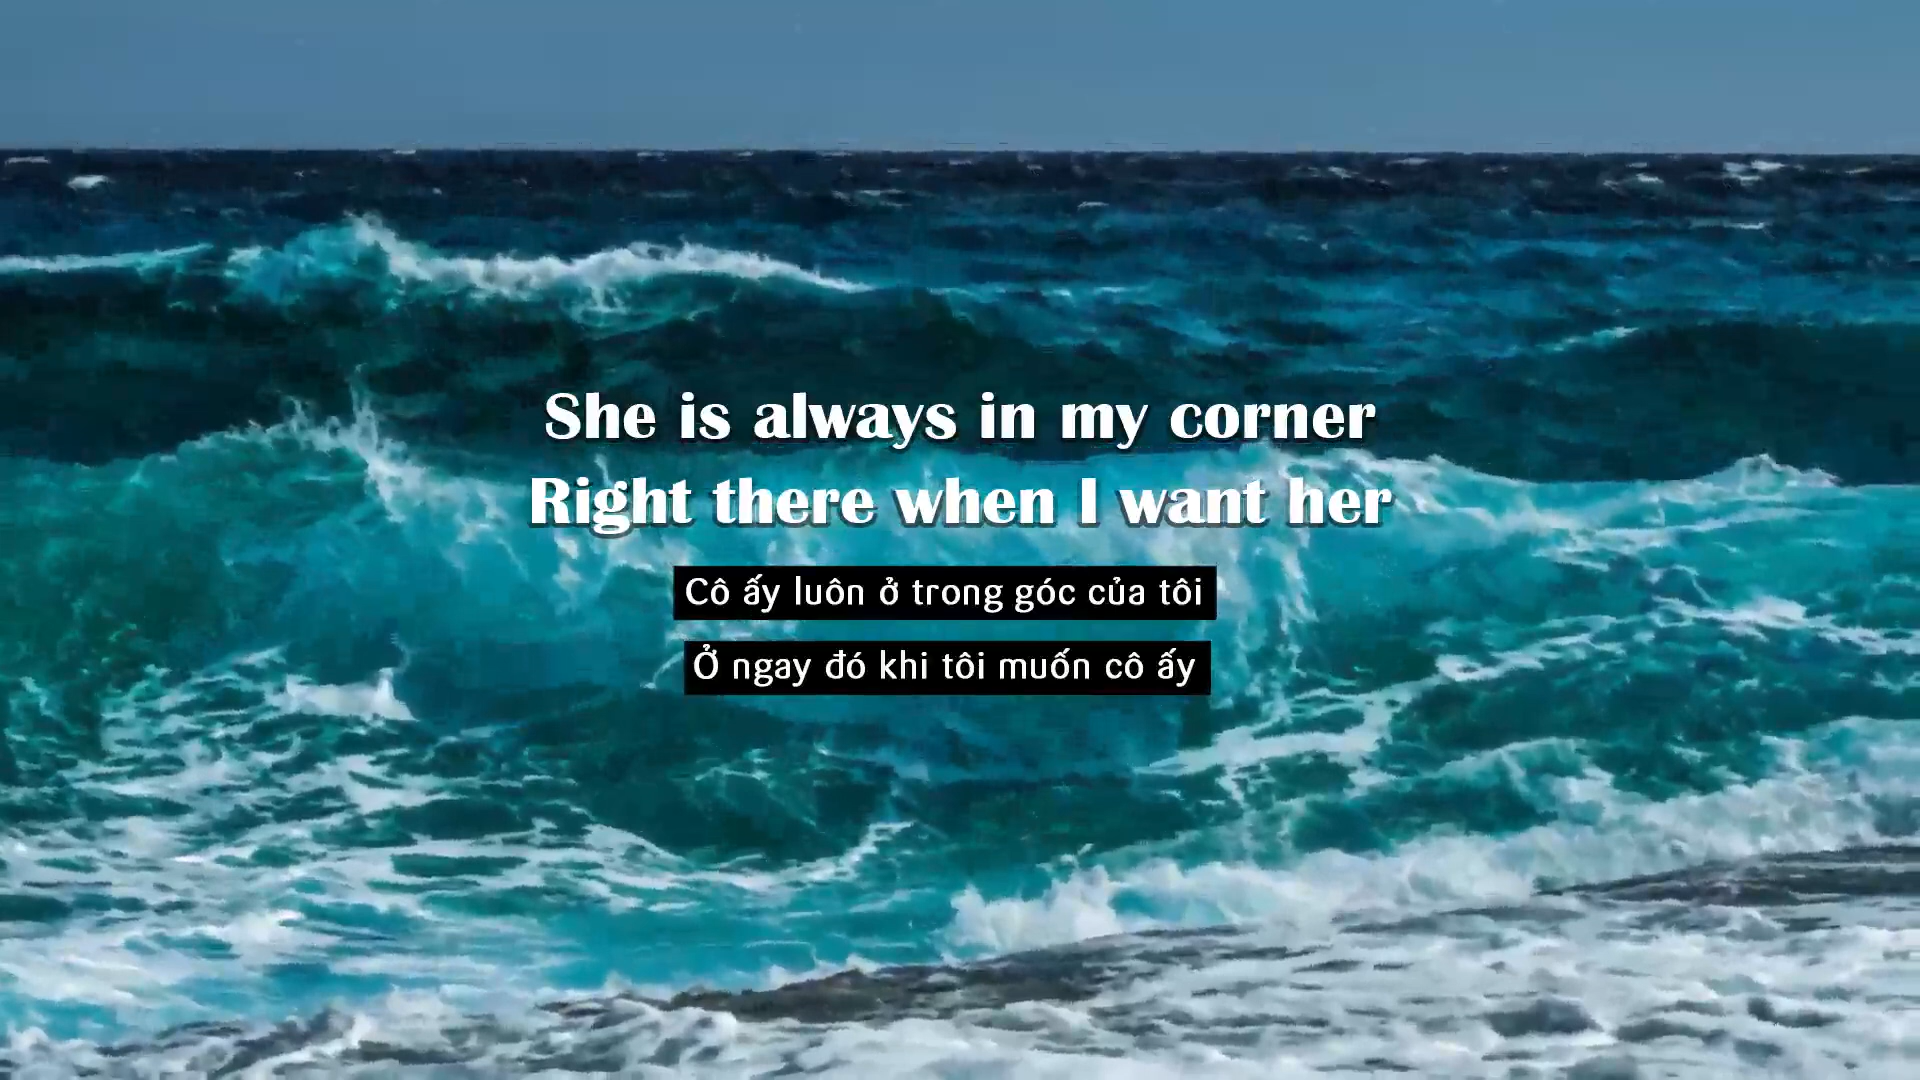 She is always in my corner
Right there when I want her
Cô ấy luôn ở trong góc của tôi
Ở ngay đó khi tôi muốn cô ấy